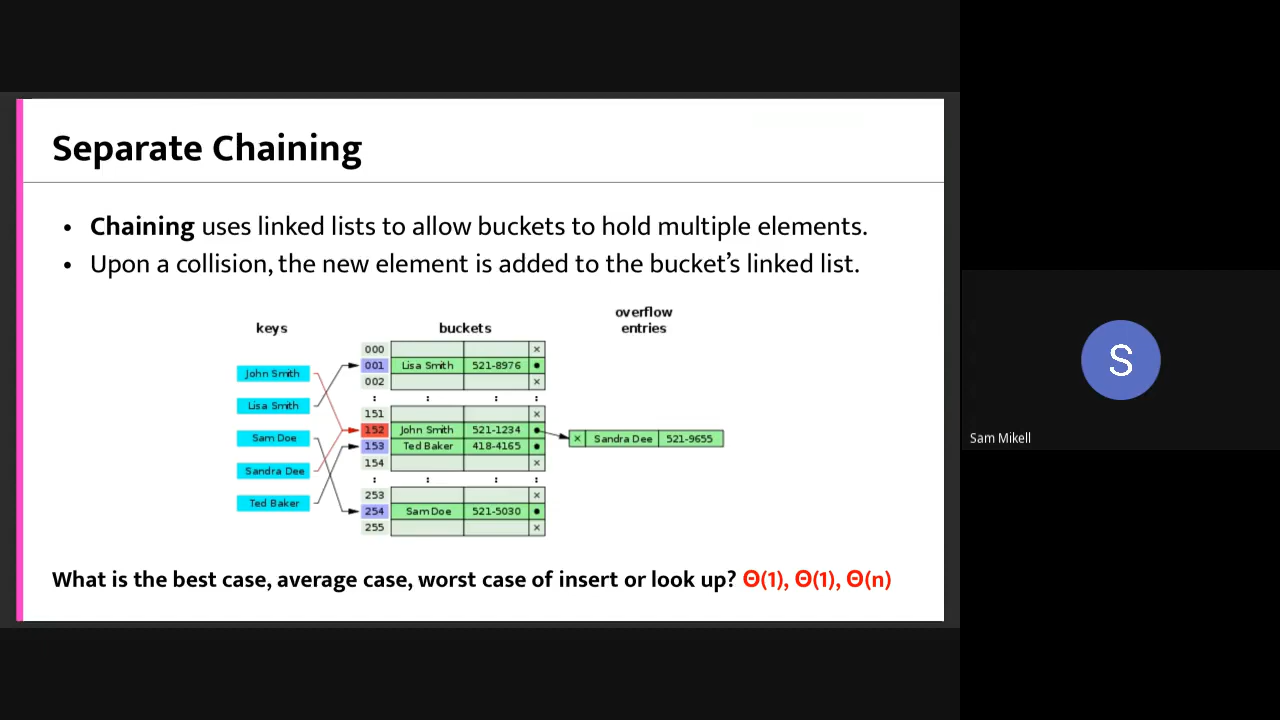 Separate Chaining
• Chaining uses linked lists to allow buckets to hold multiple elements.
• Upon a collision, the new element is added to the bucket’s linked list.
keys
buckets
overflow
entries
John Smith
Lisa Smith
Sam Doe
Sandra Dee
Ted Baker
000 ×
001 Lisa Smith 521-8976 •
002 ×
: : : :
151 ×
152 John Smith 521-1234 •
153 Ted Baker 418-4165 •
154 ×
: : : :
253 ×
254 Sam Doe 521-5030 •
255 ×
× Sandra Dee 521-9655
What is the best case, average case, worst case of insert or look up? Θ(1), Θ(1), Θ(n)
S
Sam Mikell